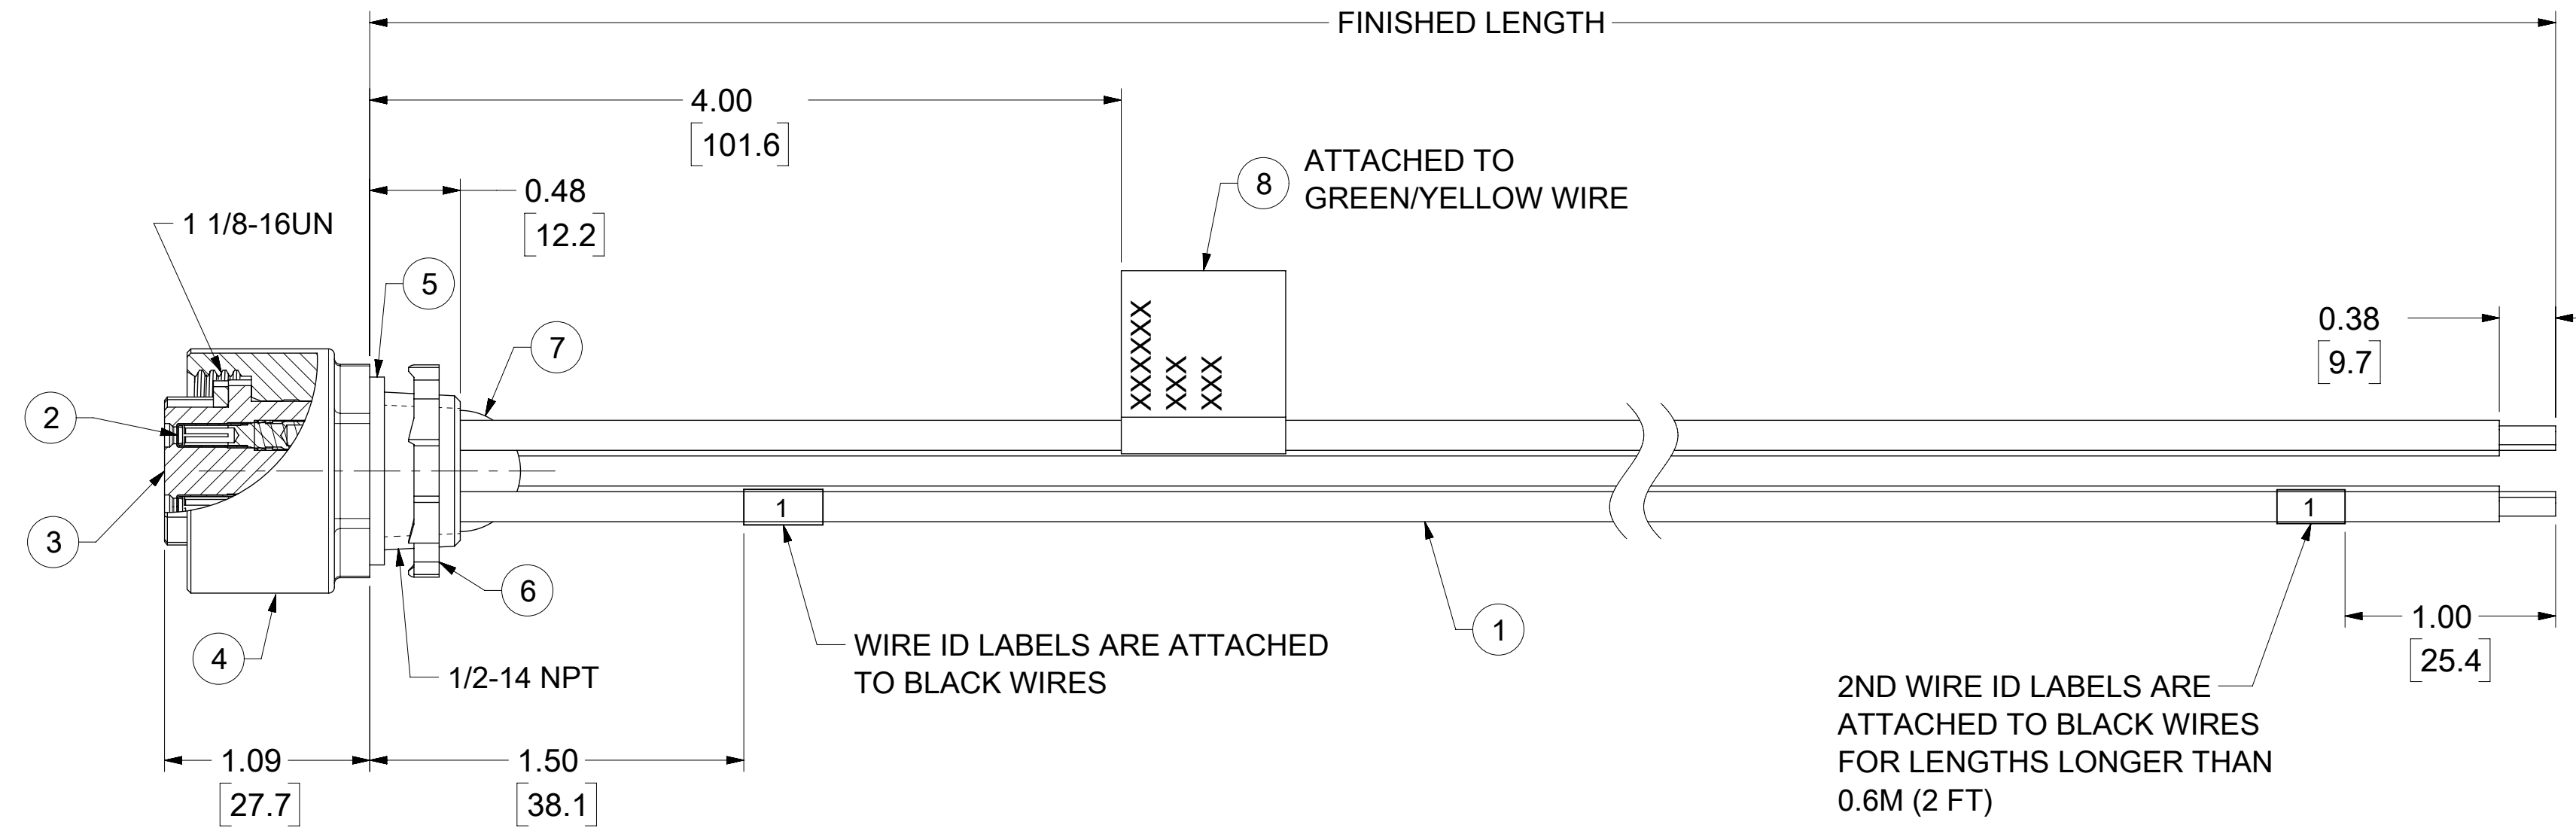 FINISHED LENGTH
4.00
[101.6]
8
ATTACHED TO
GREEN/YELLOW WIRE
0.48
[12.2]
1 1/8-16UN
5
XXXXXX
XXX
XXX
0.38
[9.7]
7
2
3
1
1
6
4
1/2-14 NPT
WIRE ID LABELS ARE ATTACHED
TO BLACK WIRES
1
1.00
[25.4]
2ND WIRE ID LABELS ARE
ATTACHED TO BLACK WIRES
FOR LENGTHS LONGER THAN
0.6M (2 FT)
1.09
[27.7]
1.50
[38.1]